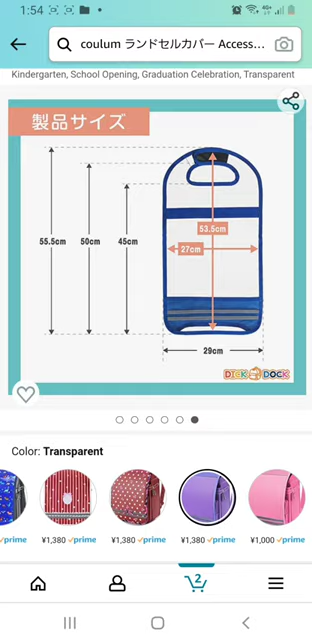 1:54
4G+
coulum ランドセルカバー Access...
Kindergarten, School Opening, Graduation Celebration, Transparent
製品サイズ
55.5cm
50cm
45cm
53.5cm
27cm
29cm
DICK DOCK
Color: Transparent
prime
¥1,380 prime
¥1,380 prime
¥1,380 prime
¥1,000 prime
2